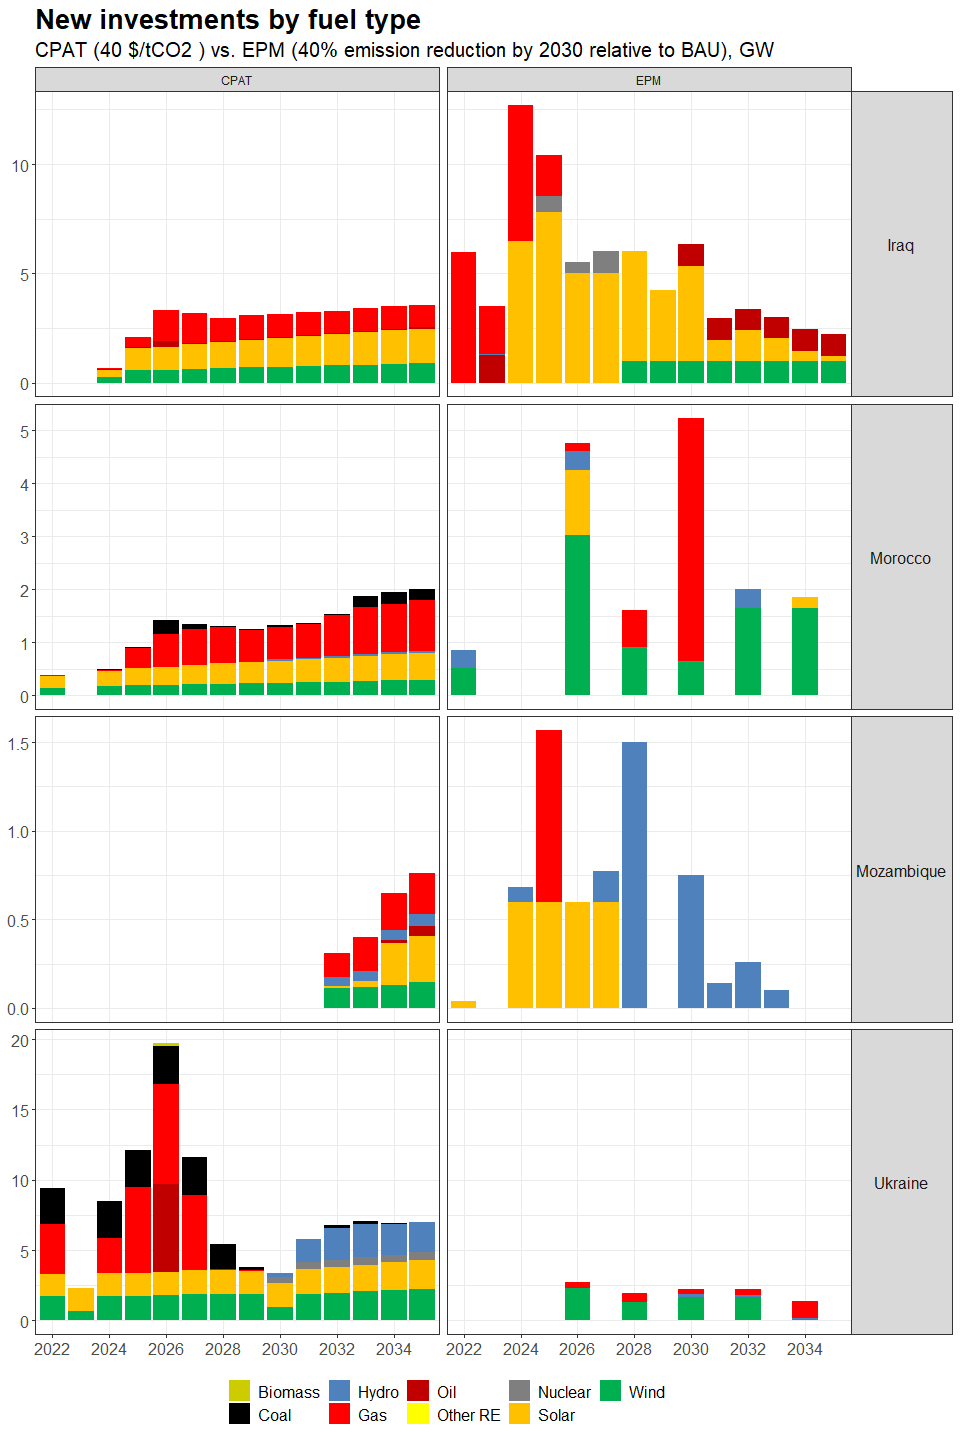 New investments by fuel type
CPAT (40 $/tCO2 ) vs. EPM (40% emission reduction by 2030 relative to BAU), GW
CPAT EPM
10
5
0
Iraq
5
4
3
2
1
0
Morocco
1.5
1.0
0.5
0.0
Mozambique
20
15
10
5
0
Ukraine
2022 2024 2026 2028 2030 2032 2034 2022 2024 2026 2028 2030 2032 2034
Biomass Hydro Oil Nuclear Wind
Coal Gas Other RE Solar